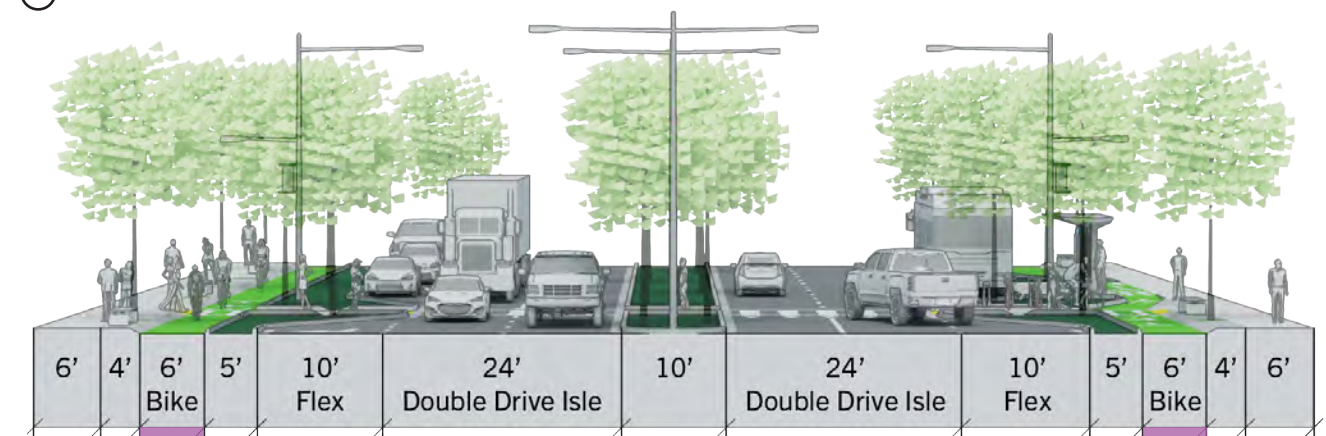 6’ 4’ 6’ 5’ 10’ 24’ 10’ 24’ 10’ 5’ 6’ 4’ 6’
Bike Flex Double Drive Isle Double Drive Isle Flex Bike